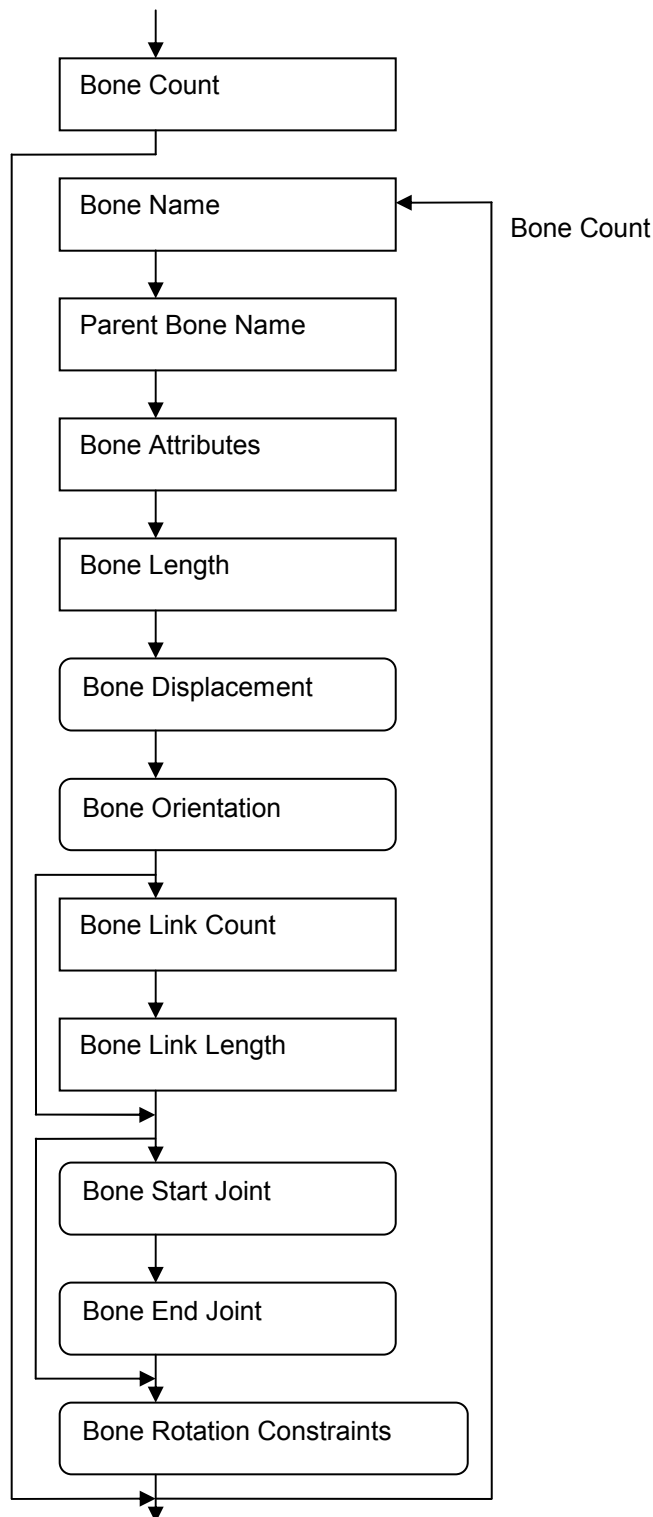 Bone Count
Bone Name
Bone Count
Parent Bone Name
Bone Attributes
Bone Length
Bone Displacement
Bone Orientation
Bone Link Count
Bone Link Length
Bone Start Joint
Bone End Joint
Bone Rotation Constraints